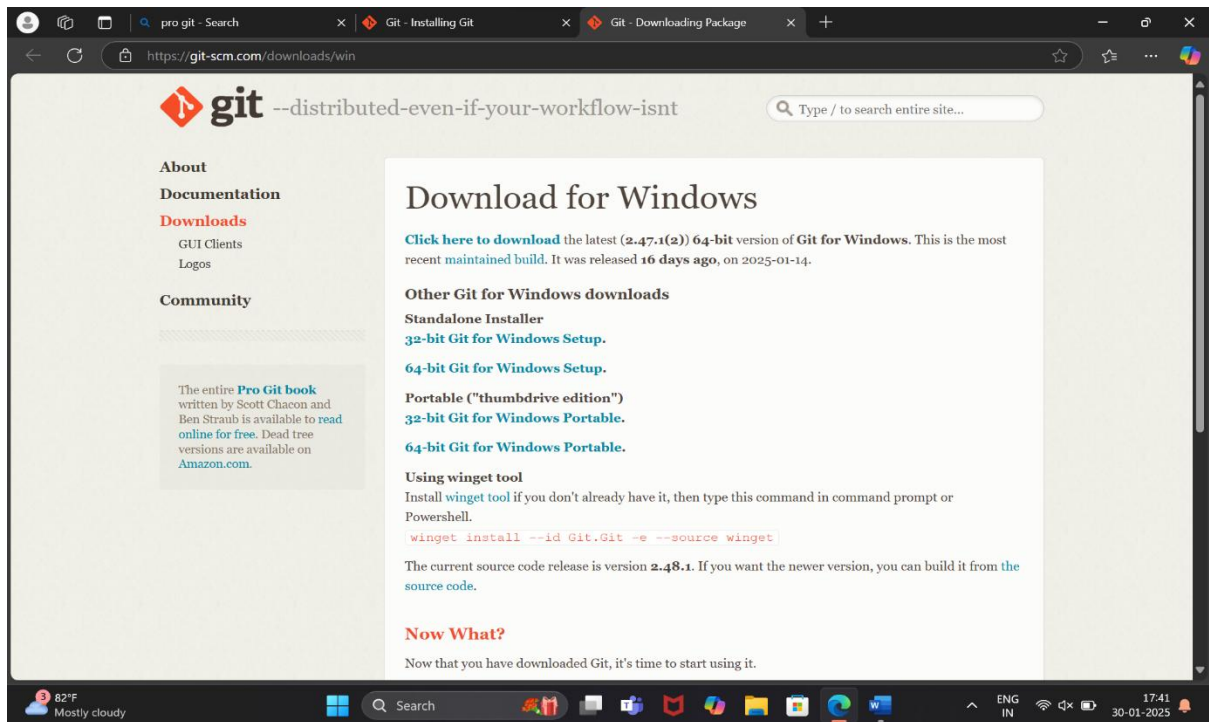 pro git - Search
Git - Installing Git
Git - Downloading Package
https://git-scm.com/downloads/win
git --distributed-even-if-your-workflow-isnt
Type / to search entire site...
About
Documentation
Downloads
GUI Clients
Logos
Community
The entire Pro Git book
written by Scott Chacon and
Ben Straub is available to read
online for free. Dead tree
versions are available on
Amazon.com.
Download for Windows
Click here to download the latest (2.47.1(2)) 64-bit version of Git for Windows. This is the most
recent maintained build. It was released 16 days ago, on 2025-01-14.
Other Git for Windows downloads
Standalone Installer
32-bit Git for Windows Setup.
64-bit Git for Windows Setup.
Portable ("thumbdrive edition")
32-bit Git for Windows Portable.
64-bit Git for Windows Portable.
Using winget tool
Install winget tool if you don't already have it, then type this command in command prompt or
Powershell.
winget install --id Git.Git -e --source winget
The current source code release is version 2.48.1. If you want the newer version, you can build it from the
source code.
Now What?
Now that you have downloaded Git, it's time to start using it.
3
82°F
Mostly cloudy
Search
ENG
IN
17:41
30-01-2025